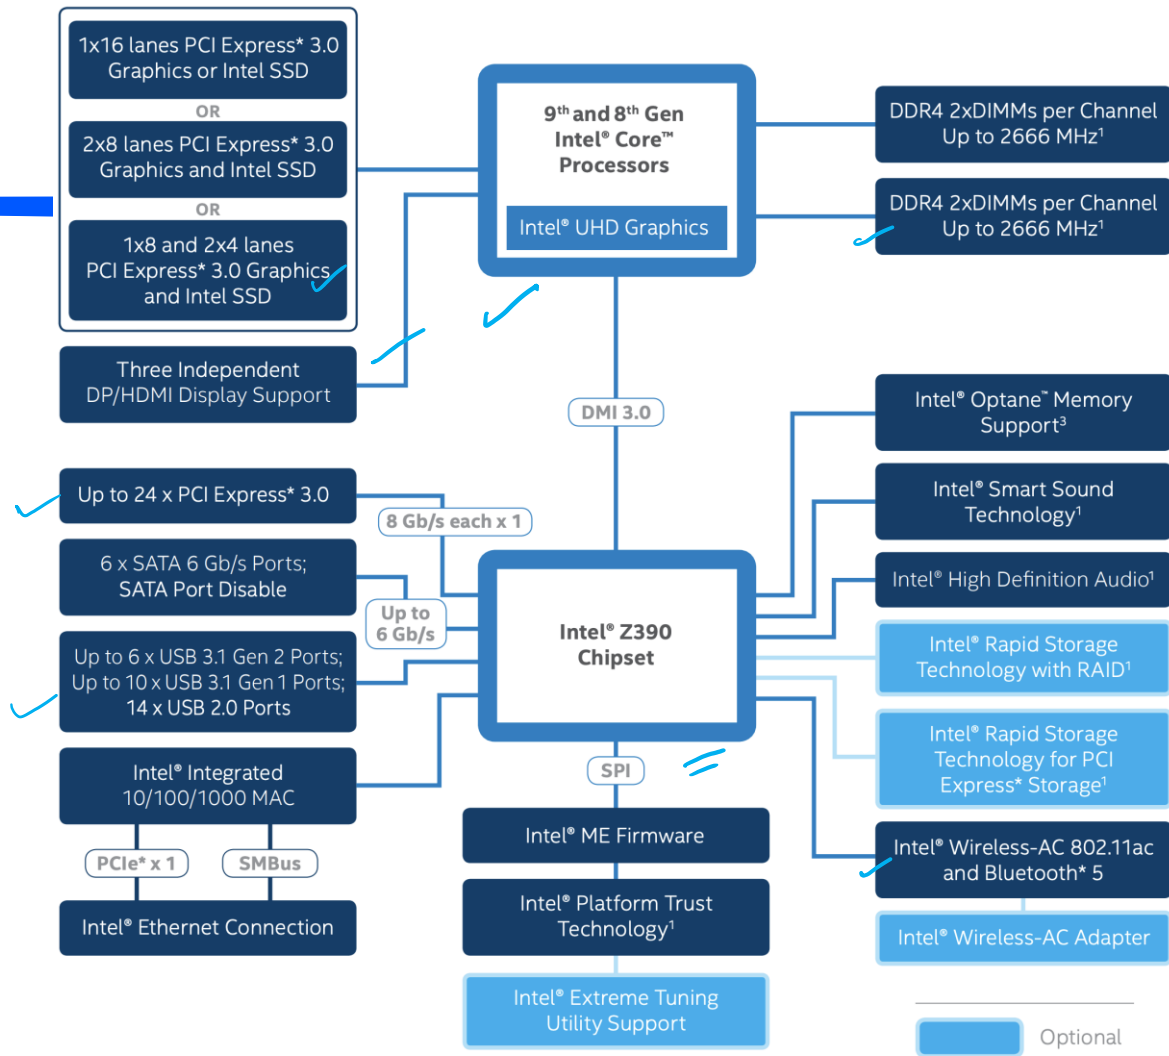 1x16 lanes PCI Express* 3.0
Graphics or Intel SSD
OR
2x8 lanes PCI Express* 3.0
Graphics and Intel SSD
OR
1x8 and 2x4 lanes
PCI Express* 3.0 Graphics
and Intel SSD
Three Independent
DP/HDMI Display Support
9th and 8th Gen
Intel® Core™
Processors
Intel® UHD Graphics
DDR4 2xDIMMs per Channel
Up to 2666 MHz¹
DDR4 2xDIMMs per Channel
Up to 2666 MHz¹
DMI 3.0
Up to 24 x PCI Express* 3.0
8 Gb/s each x 1
6 x SATA 6 Gb/s Ports;
SATA Port Disable
Up to
6 Gb/s
Up to 6 x USB 3.1 Gen 2 Ports;
Up to 10 x USB 3.1 Gen 1 Ports;
14 x USB 2.0 Ports
Intel® Integrated
10/100/1000 MAC
PCIe* x 1
SMBus
Intel® Ethernet Connection
Intel® Z390
Chipset
SPI
Intel® ME Firmware
Intel® Platform Trust
Technology¹
Intel® Extreme Tuning
Utility Support
Intel® Optane™ Memory
Support³
Intel® Smart Sound
Technology¹
Intel® High Definition Audio¹
Intel® Rapid Storage
Technology with RAID¹
Intel® Rapid Storage
Technology for PCI
Express* Storage¹
Intel® Wireless-AC 802.11ac
and Bluetooth* 5
Intel® Wireless-AC Adapter
Optional